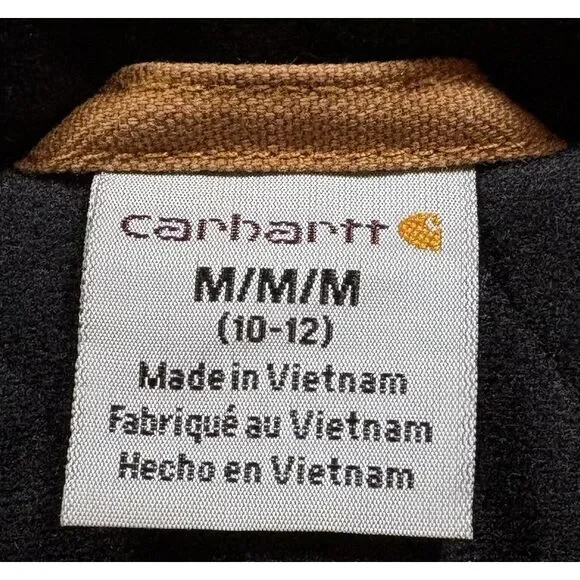 carhartt
M/M/M
(10-12)
Made in Vietnam
Fabriqué au Vietnam
Hecho en Vietnam